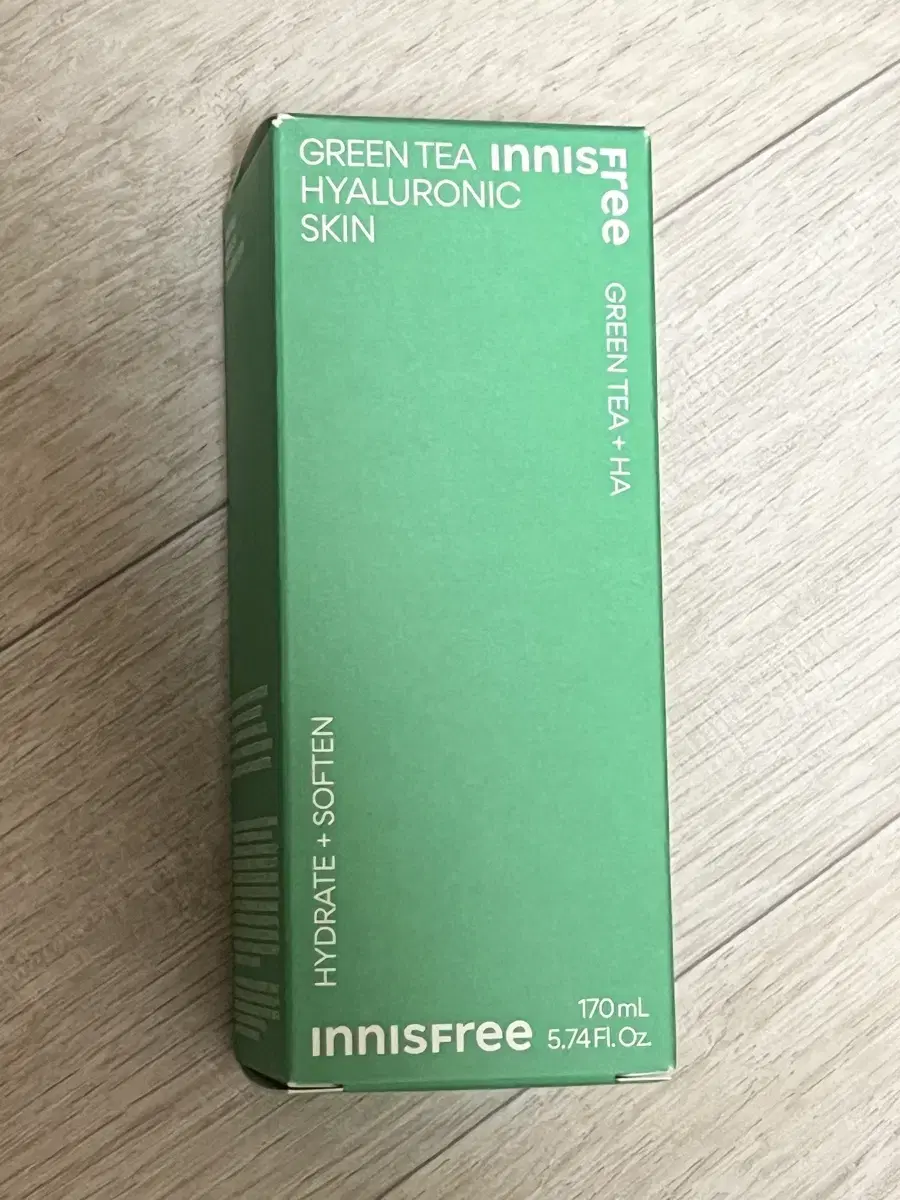 GREEN TEA
HYALURONIC
SKIN
innisfree
GREEN TEA + HA
HYDRATE + SOFTEN
innisfree
170 mL
5.74 Fl. Oz.